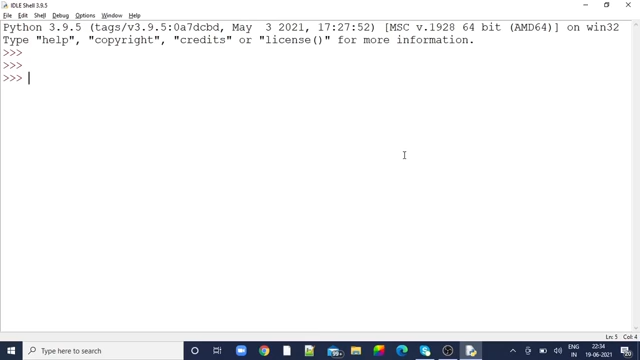 IDLE Shell 3.9.5
File Edit Shell Debug Options Window Help
Python 3.9.5 (tags/v3.9.5:0a7dcbd, May  3 2021, 17:27:52) [MSC v.1928 64 bit (AMD64)] on win32
Type "help", "copyright", "credits" or "license()" for more information.
>>>
>>>
>>>
Ln: 5 Col: 4
Type here to search
99+
ENG
IN
22:34
19-06-2021